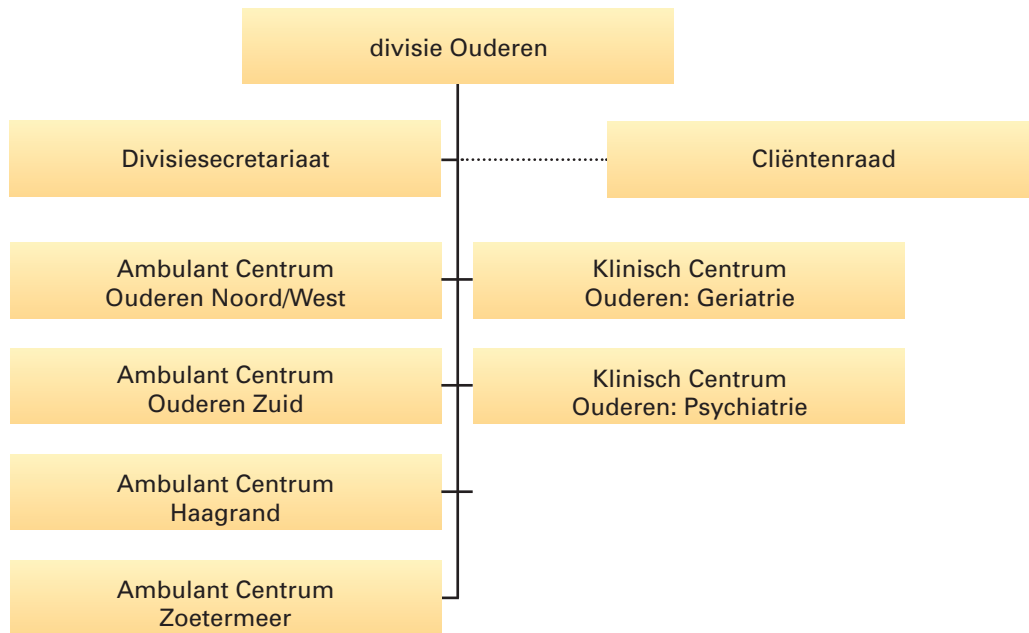 divisie Ouderen
Divisiesecretariaat
Cliëntenraad
Ambulant Centrum
Ouderen Noord/West
Klinisch Centrum
Ouderen: Geriatrie
Ambulant Centrum
Ouderen Zuid
Klinisch Centrum
Ouderen: Psychiatrie
Ambulant Centrum
Haagrand
Ambulant Centrum
Zoetermeer